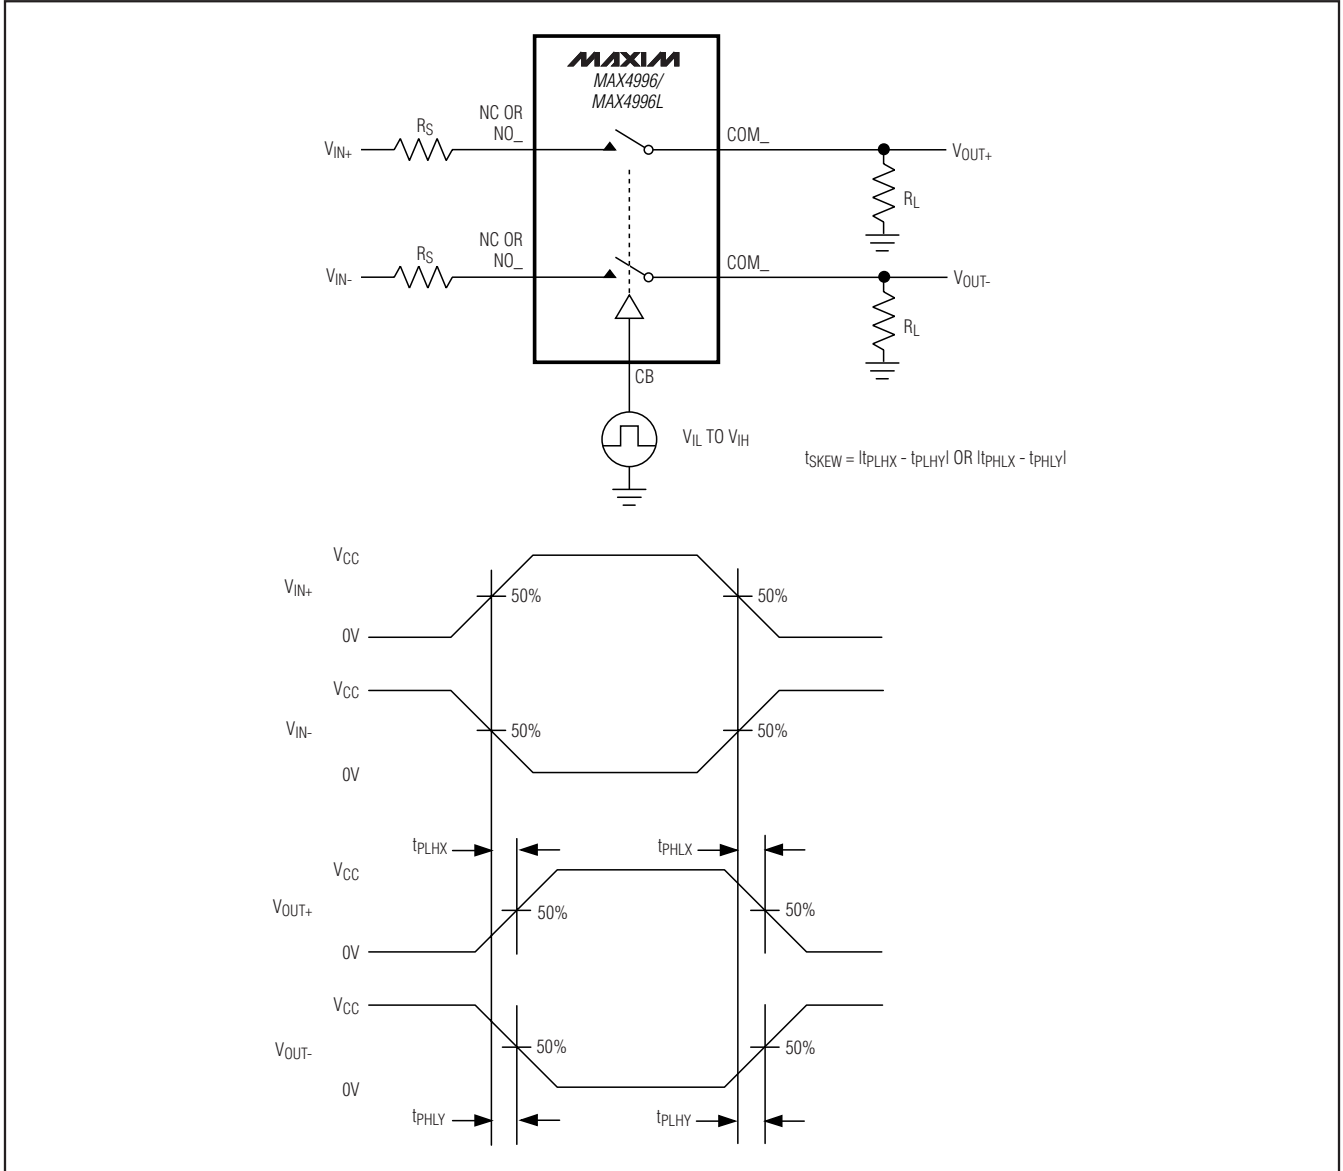 MAXIM
MAX4996/
MAX4996L
NC OR
NO_
RS
VIN+
COM_
VOUT+
RL
NC OR
NO_
RS
VIN-
COM_
VOUT-
RL
CB
VIL TO VIH
tSKEW = |tPLHX - tPLHY| OR |tPHLX - tPHLY|
VCC
VIN+
50%
50%
0V
VCC
VIN-
50%
50%
0V
tPLHX
tPHLX
VCC
VOUT+
50%
50%
0V
VCC
VOUT-
50%
50%
0V
tPHLY
tPLHY